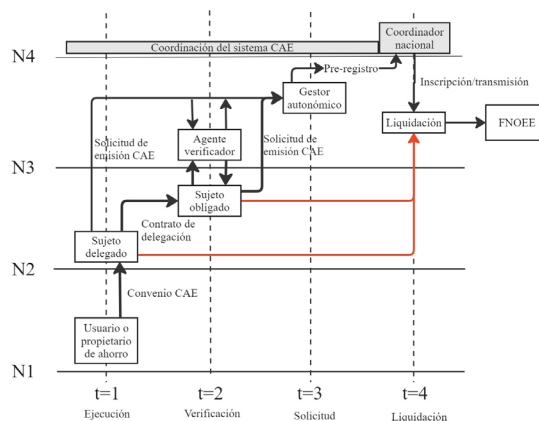 Coordinador
nacional
N4
Coordinación del sistema CAE
Pre-registro
Inscripción/transmisión
Gestor
autonómico
Liquidación
FNOEE
Solicitud de
emisión CAE
Agente
verificador
Solicitud de
emisión CAE
N3
Sujeto
obligado
Contrato de
delegación
Sujeto
delegado
N2
Convenio CAE
Usuario o
propietario
de ahorro
N1
t=1
t=2
t=3
t=4
Ejecución
Verificación
Solicitud
Liquidación